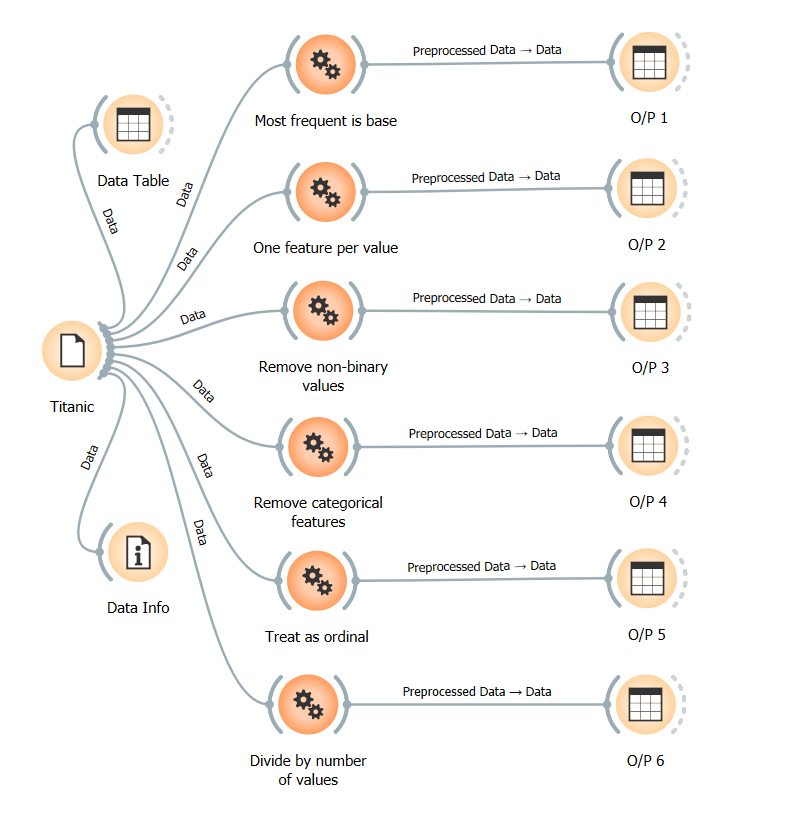 Preprocessed Data → Data
Most frequent is base
O/P 1
Data Table
Data
Data
Preprocessed Data → Data
One feature per value
O/P 2
Data
Preprocessed Data → Data
Data
Remove non-binary
values
O/P 3
Titanic
Data
Preprocessed Data → Data
Remove categorical
features
O/P 4
Data
Data
Preprocessed Data → Data
Data Info
Treat as ordinal
O/P 5
Data
Preprocessed Data → Data
Divide by number
of values
O/P 6